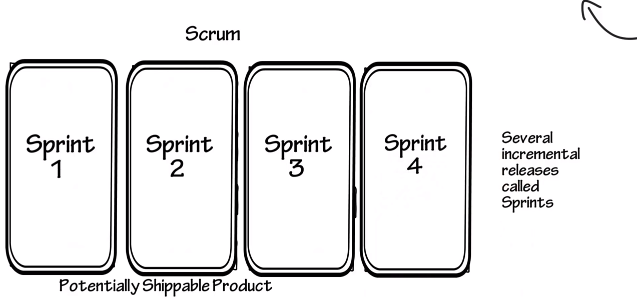 Scrum
Sprint
1
Sprint
2
Sprint
3
Sprint
4
Several
incremental
releases
called
Sprints
Potentially Shippable Product